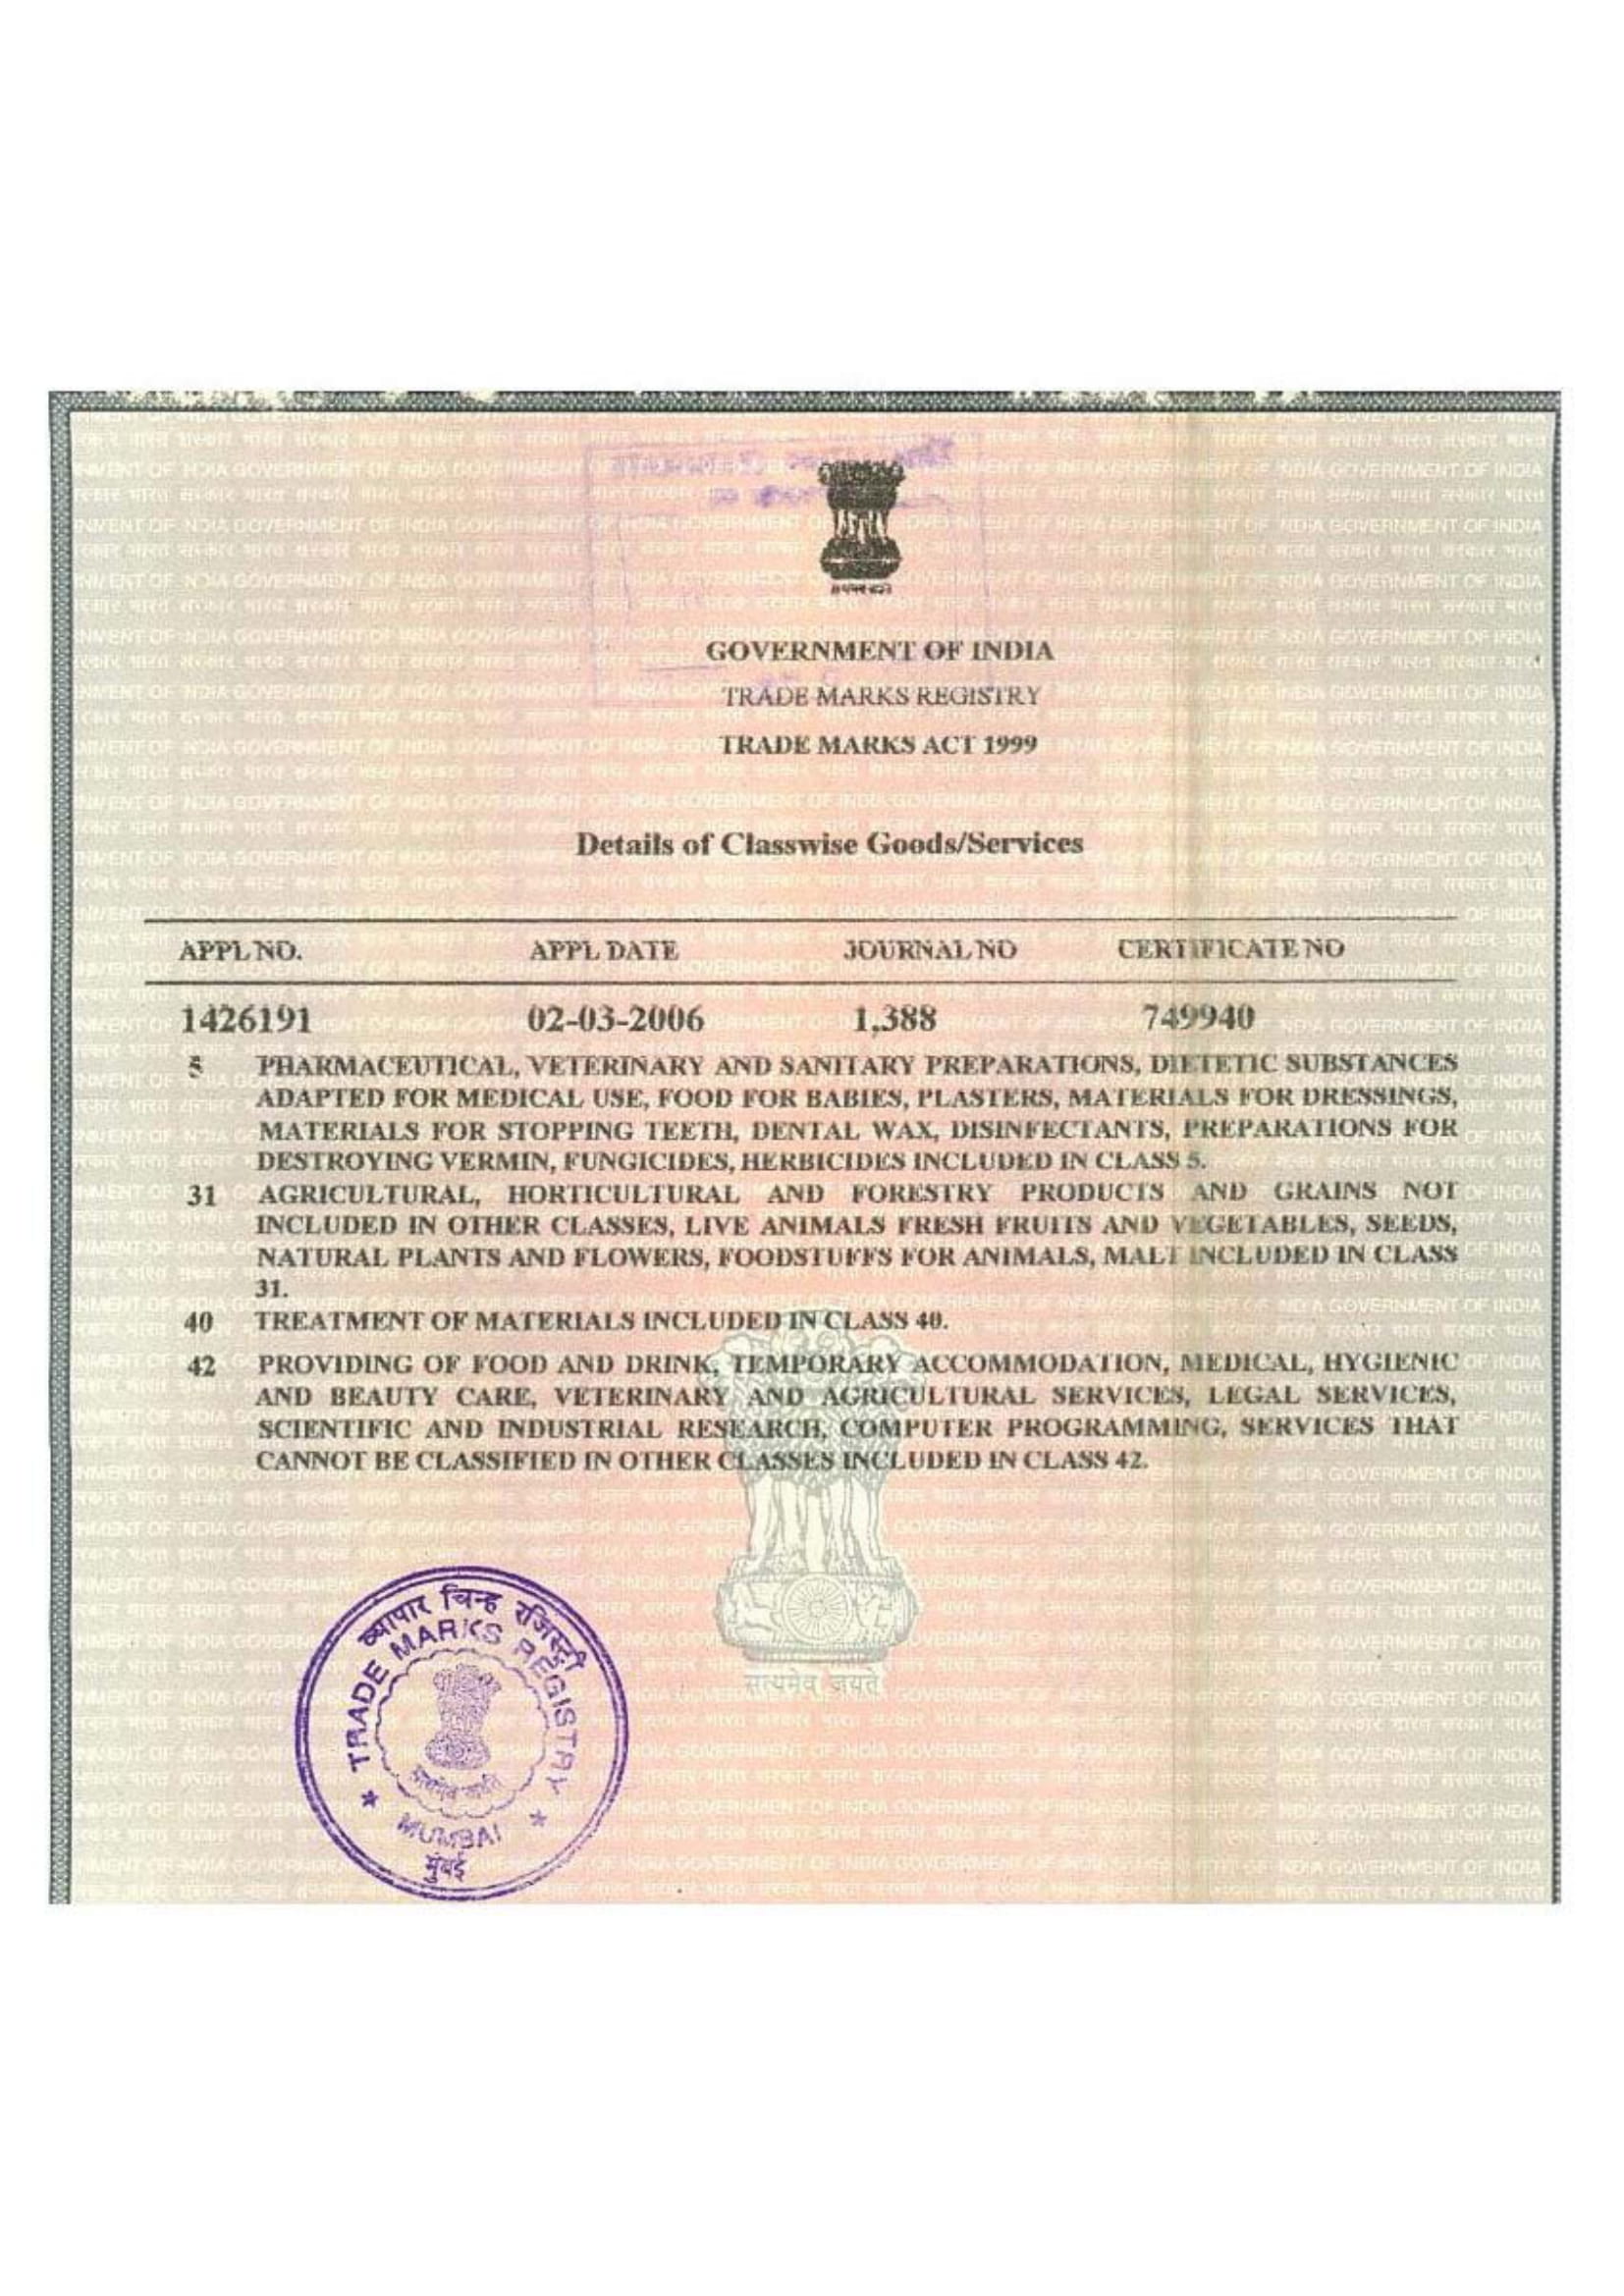 GOVERNMENT OF INDIA
TRADE MARKS REGISTRY
TRADE MARKS ACT 1999
Details of Classwise Goods/Services
APPL NO. APPL DATE JOURNAL NO CERTIFICATE NO
1426191 02-03-2006 1,388 749940
5 PHARMACEUTICAL, VETERINARY AND SANITARY PREPARATIONS, DIETETIC SUBSTANCES
ADAPTED FOR MEDICAL USE, FOOD FOR BABIES, PLASTERS, MATERIALS FOR DRESSINGS,
MATERIALS FOR STOPPING TEETH, DENTAL WAX, DISINFECTANTS, PREPARATIONS FOR
DESTROYING VERMIN, FUNGICIDES, HERBICIDES INCLUDED IN CLASS 5.
31 AGRICULTURAL, HORTICULTURAL AND FORESTRY PRODUCTS AND GRAINS NOT
INCLUDED IN OTHER CLASSES, LIVE ANIMALS FRESH FRUITS AND VEGETABLES, SEEDS,
NATURAL PLANTS AND FLOWERS, FOODSTUFFS FOR ANIMALS, MALT INCLUDED IN CLASS
31.
40 TREATMENT OF MATERIALS INCLUDED IN CLASS 40.
42 PROVIDING OF FOOD AND DRINK, TEMPORARY ACCOMMODATION, MEDICAL, HYGIENIC
AND BEAUTY CARE, VETERINARY AND AGRICULTURAL SERVICES, LEGAL SERVICES,
SCIENTIFIC AND INDUSTRIAL RESEARCH, COMPUTER PROGRAMMING, SERVICES THAT
CANNOT BE CLASSIFIED IN OTHER CLASSES INCLUDED IN CLASS 42.
सत्यमेव जयते
व्यापार चिन्ह रजिस्ट्री
TRADE MARKS REGISTRY
सत्यमेव जयते
MUMBAI
मुंबई